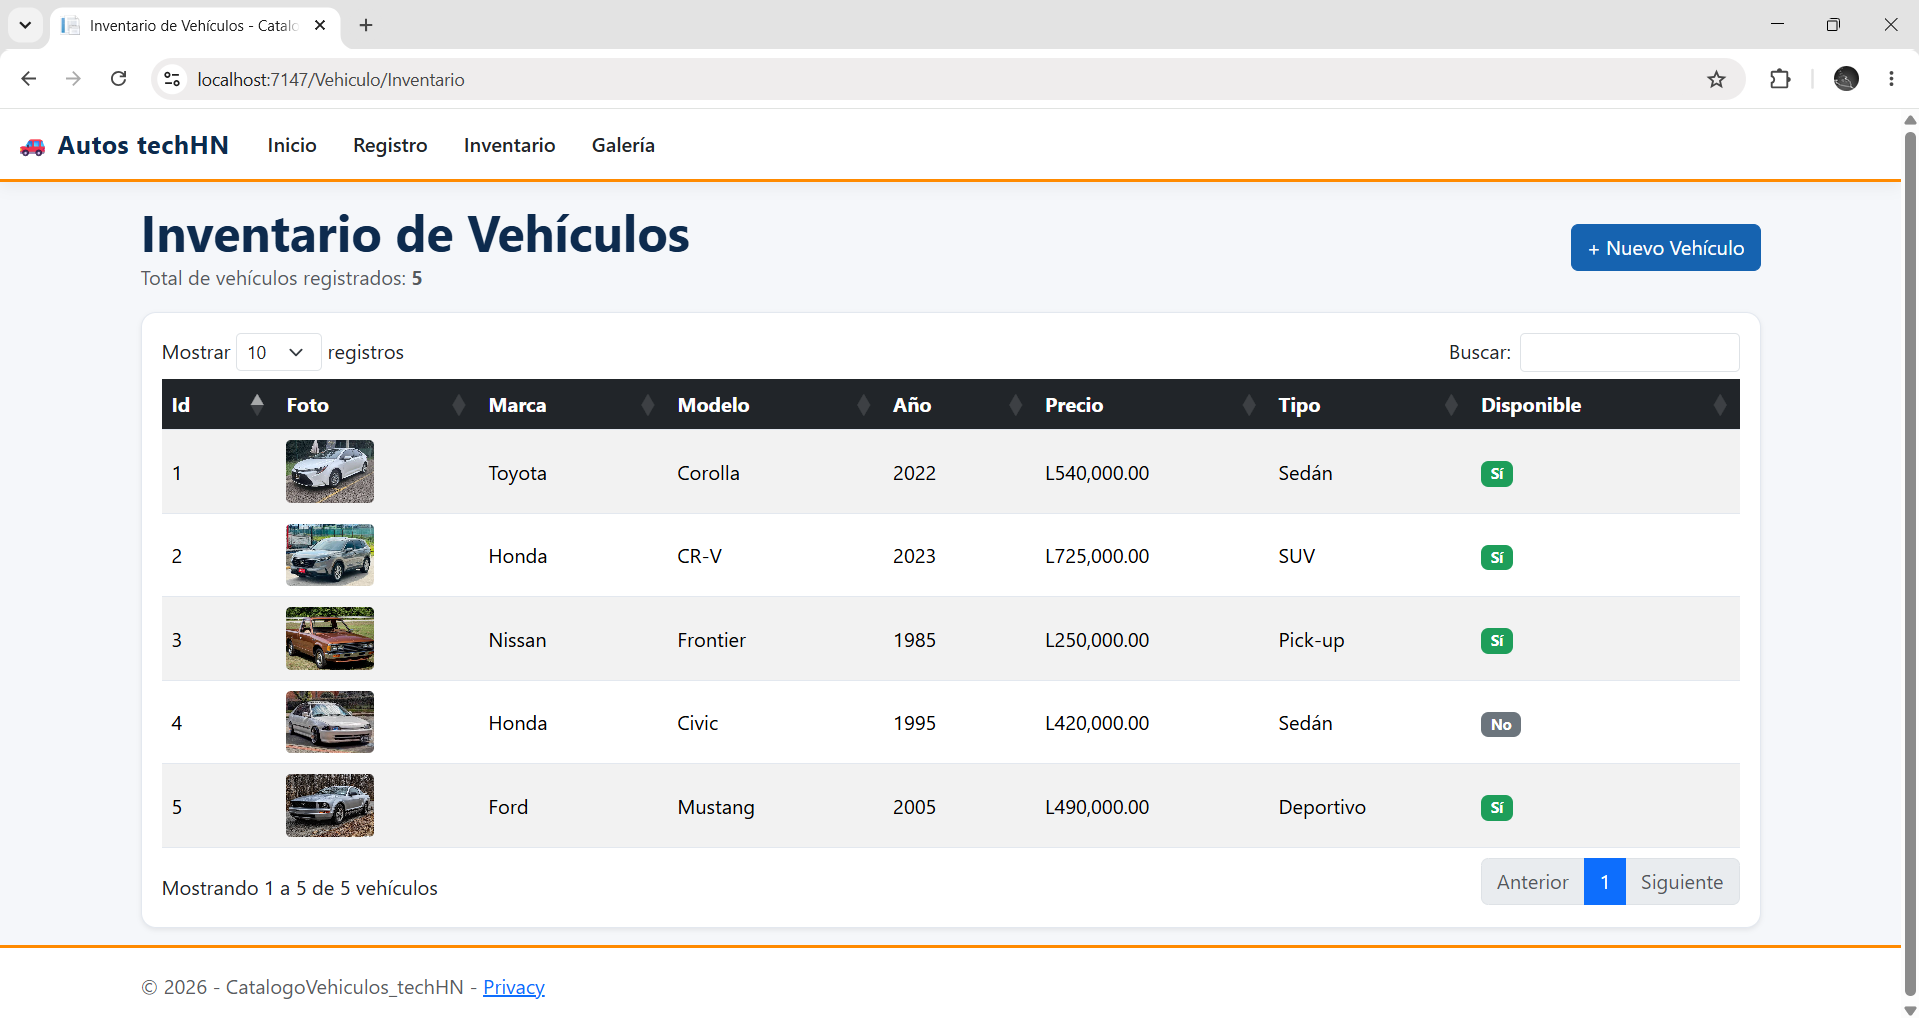 Inventario de Vehículos - Catalo
localhost:7147/Vehiculo/Inventario
Autos techHN Inicio Registro Inventario Galería
Inventario de Vehículos
Total de vehículos registrados: 5
+ Nuevo Vehículo
Mostrar 10 registros Buscar:
Id Foto Marca Modelo Año Precio Tipo Disponible
1 Toyota Corolla 2022 L540,000.00 Sedán Sí
2 Honda CR-V 2023 L725,000.00 SUV Sí
3 Nissan Frontier 1985 L250,000.00 Pick-up Sí
4 Honda Civic 1995 L420,000.00 Sedán No
5 Ford Mustang 2005 L490,000.00 Deportivo Sí
Mostrando 1 a 5 de 5 vehículos Anterior 1 Siguiente
© 2026 - CatalogoVehiculos_techHN - Privacy